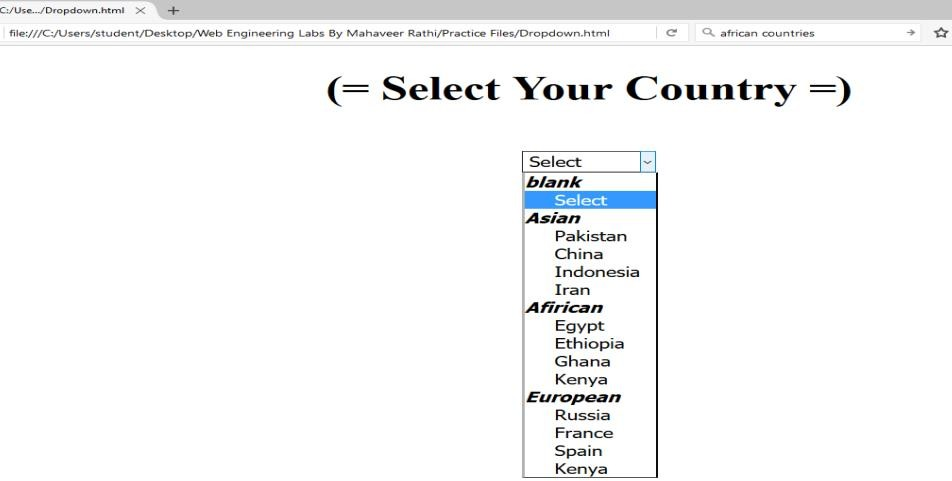 C:/Use.../Dropdown.html × +
file:///C:/Users/student/Desktop/Web Engineering Labs By Mahaveer Rathi/Practice Files/Dropdown.html african countries
(= Select Your Country =)
Select
blank
Select
Asian
Pakistan
China
Indonesia
Iran
Afirican
Egypt
Ethiopia
Ghana
Kenya
European
Russia
France
Spain
Kenya